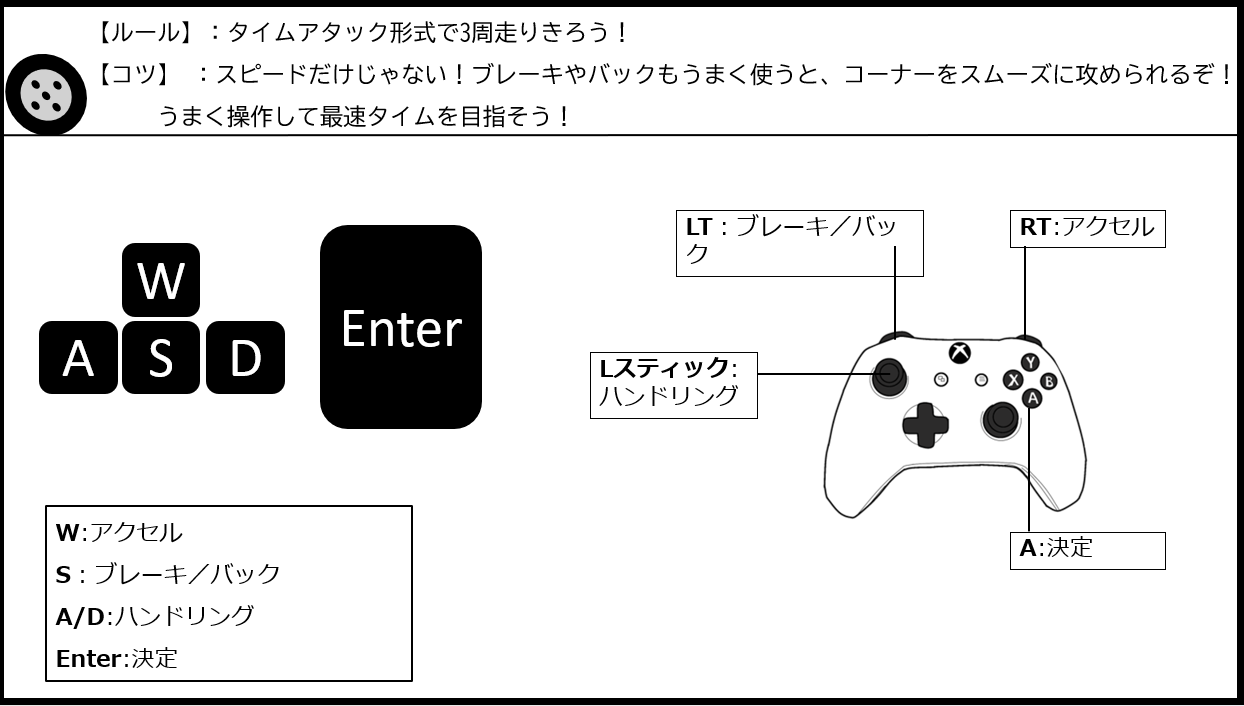 【ルール】：タイムアタック形式で3周走りきろう！
【コツ】 ：スピードだけじゃない！ブレーキやバックもうまく使うと、コーナーをスムーズに攻められるぞ！
うまく操作して最速タイムを目指そう！
W
A S D
Enter
LT：ブレーキ／バッ
ク
RT:アクセル
Lスティック:
ハンドリング
Y
X
B
A
A:決定
W:アクセル
S：ブレーキ／バック
A/D:ハンドリング
Enter:決定